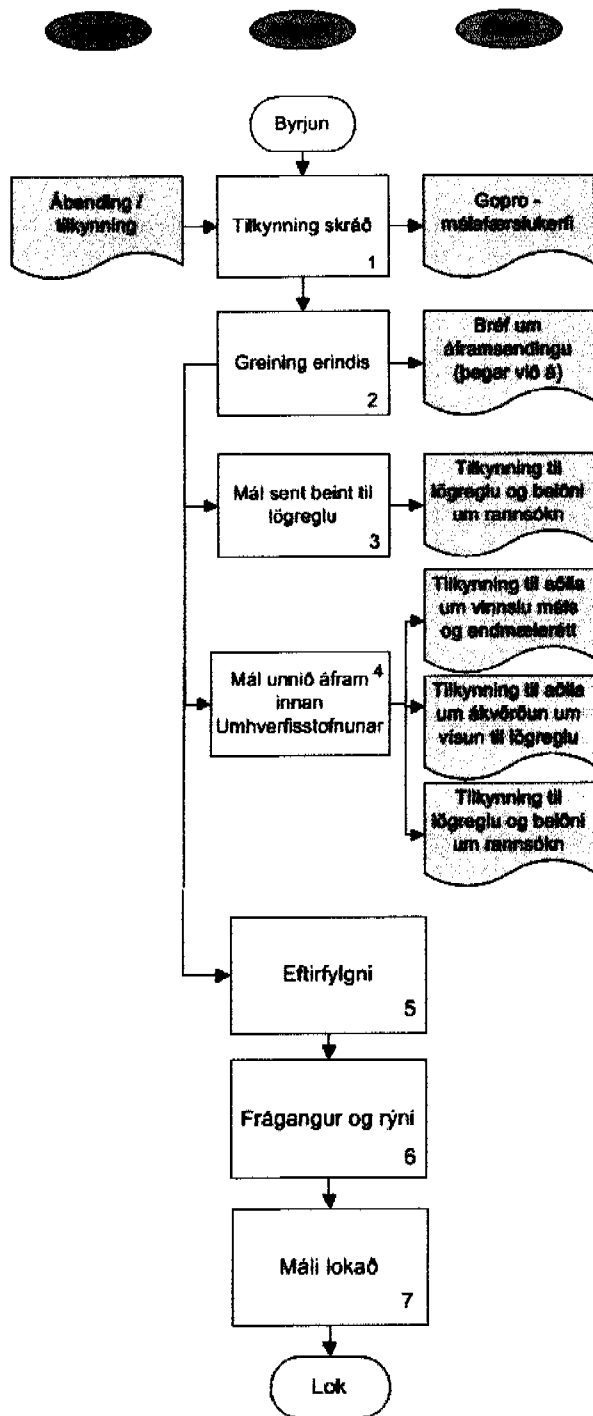 Byrjun
Ábending /
tilkynning
Tilkynning skráð
1
Gopro -
málafærslukerfi
Greining erindis
2
Bréf um
áframsendingu
(þegar við á)
Mál sent beint til
lögreglu
3
Tilkynning til
lögreglu og beiðni
um rannsókn
Mál unnið áfram
4
innan
Umhverfisstofnunar
Tilkynning til aðila
um vinnslu máls
og andmælarétt
Tilkynning til aðila
um ákvörðun um
vísun til lögreglu
Tilkynning til
lögreglu og beiðni
um rannsókn
Eftirfylgni
5
Frágangur og rýni
6
Máli lokað
7
Lok